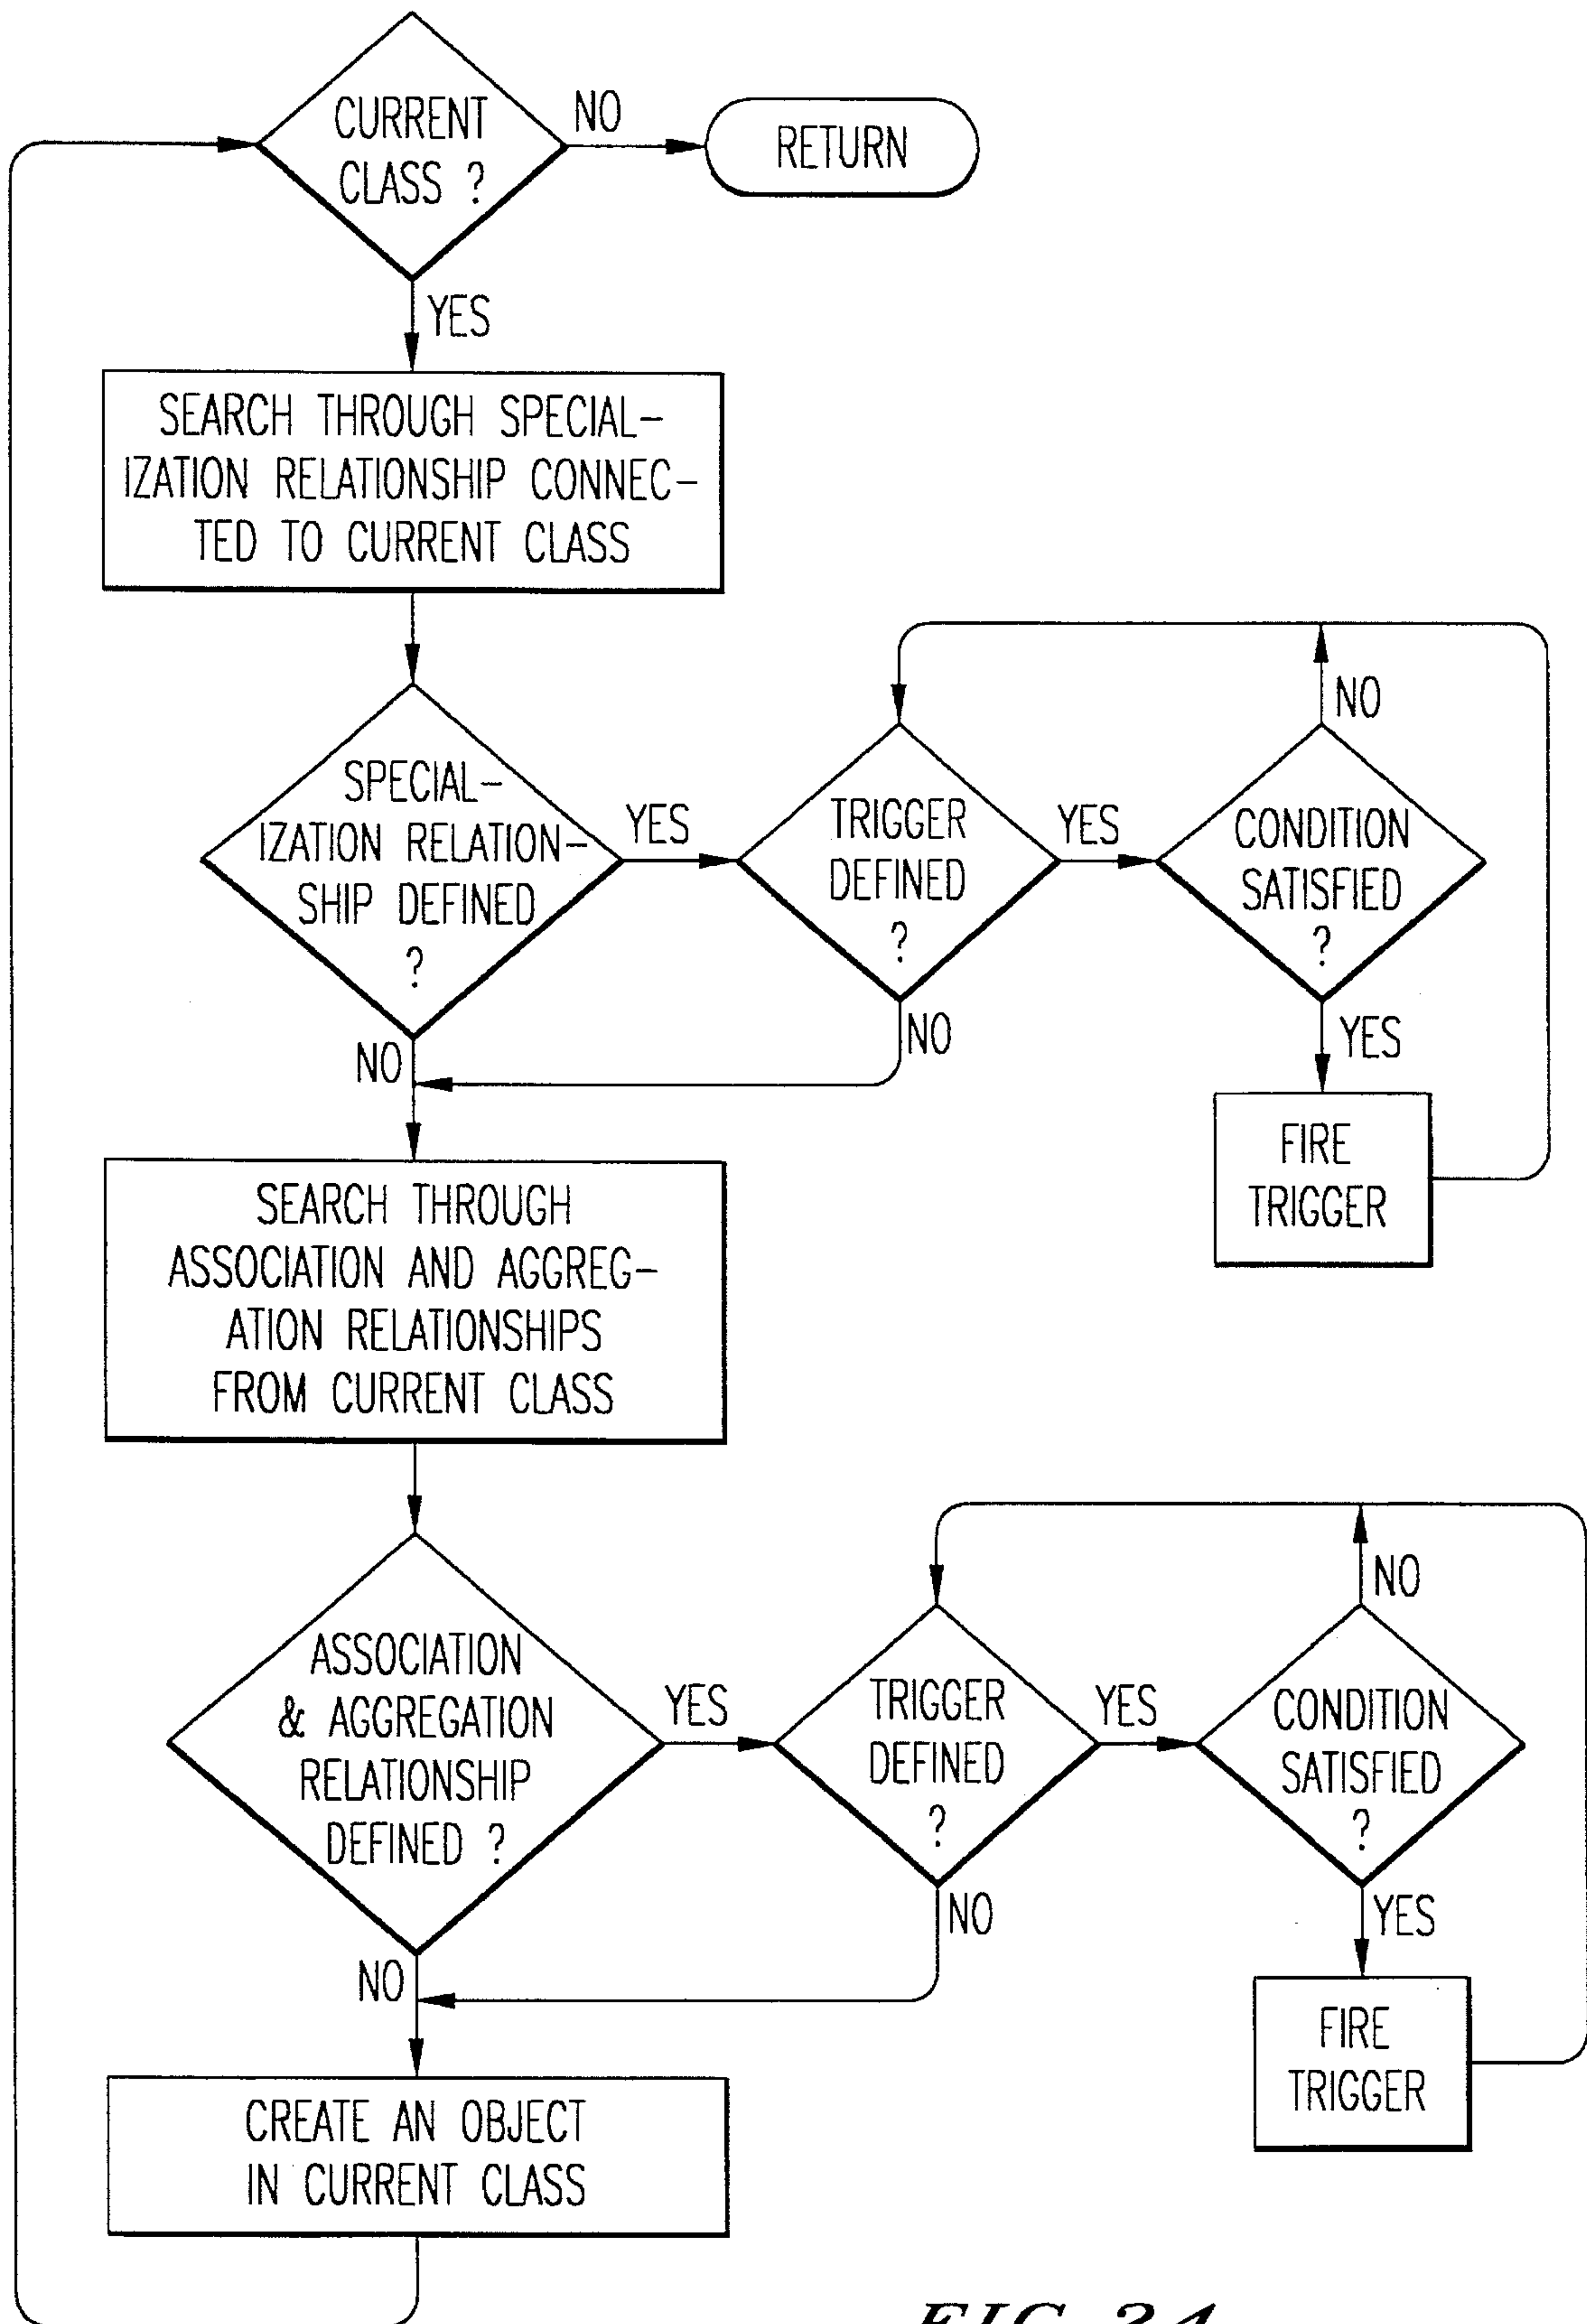 CURRENT
CLASS ?
NO
RETURN
YES
SEARCH THROUGH SPECIAL-
IZATION RELATIONSHIP CONNEC-
TED TO CURRENT CLASS
SPECIAL-
IZATION RELATION-
SHIP DEFINED
?
YES
TRIGGER
DEFINED
?
YES
CONDITION
SATISFIED
?
NO
YES
FIRE
TRIGGER
NO
NO
SEARCH THROUGH
ASSOCIATION AND AGGREG-
ATION RELATIONSHIPS
FROM CURRENT CLASS
ASSOCIATION
& AGGREGATION
RELATIONSHIP
DEFINED ?
YES
TRIGGER
DEFINED
?
YES
CONDITION
SATISFIED
?
NO
YES
FIRE
TRIGGER
NO
NO
CREATE AN OBJECT
IN CURRENT CLASS